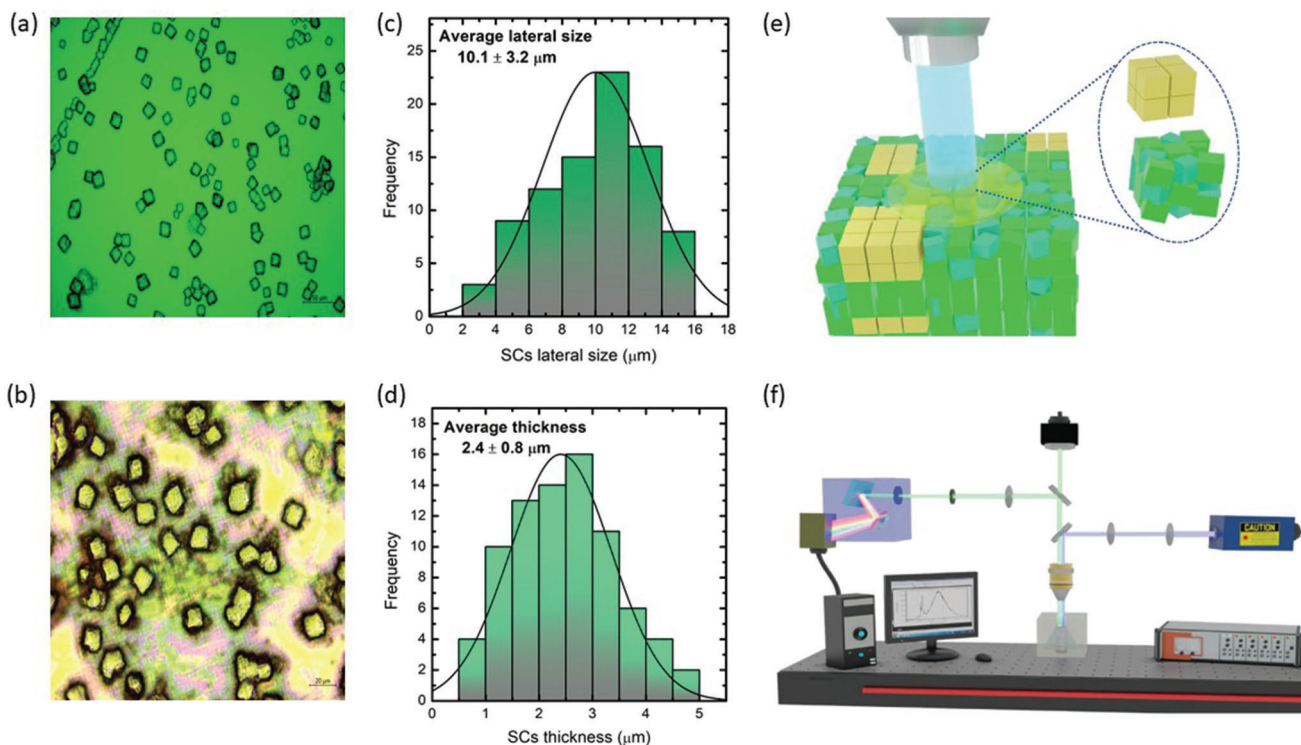 (a)
(b)
20 μm
(c)
Average lateral size
10.1 ± 3.2 μm
25
20
15
10
5
0
Frequency
0 2 4 6 8 10 12 14 16 18
SCs lateral size (μm)
(d)
Average thickness
2.4 ± 0.8 μm
18
16
14
12
10
8
6
4
2
0
Frequency
0 1 2 3 4 5
SCs thickness (μm)
(e)
(f)
CAUTION